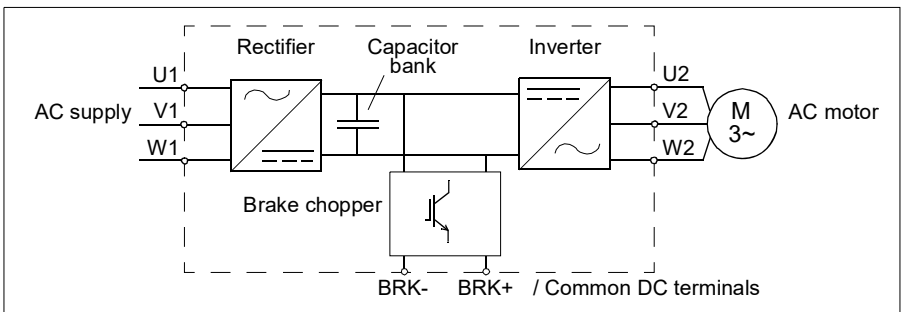 Rectifier
Capacitor
bank
Inverter
U1
V1
W1
AC supply
U2
V2
W2
M
3~
AC motor
Brake chopper
BRK-
BRK+
/ Common DC terminals